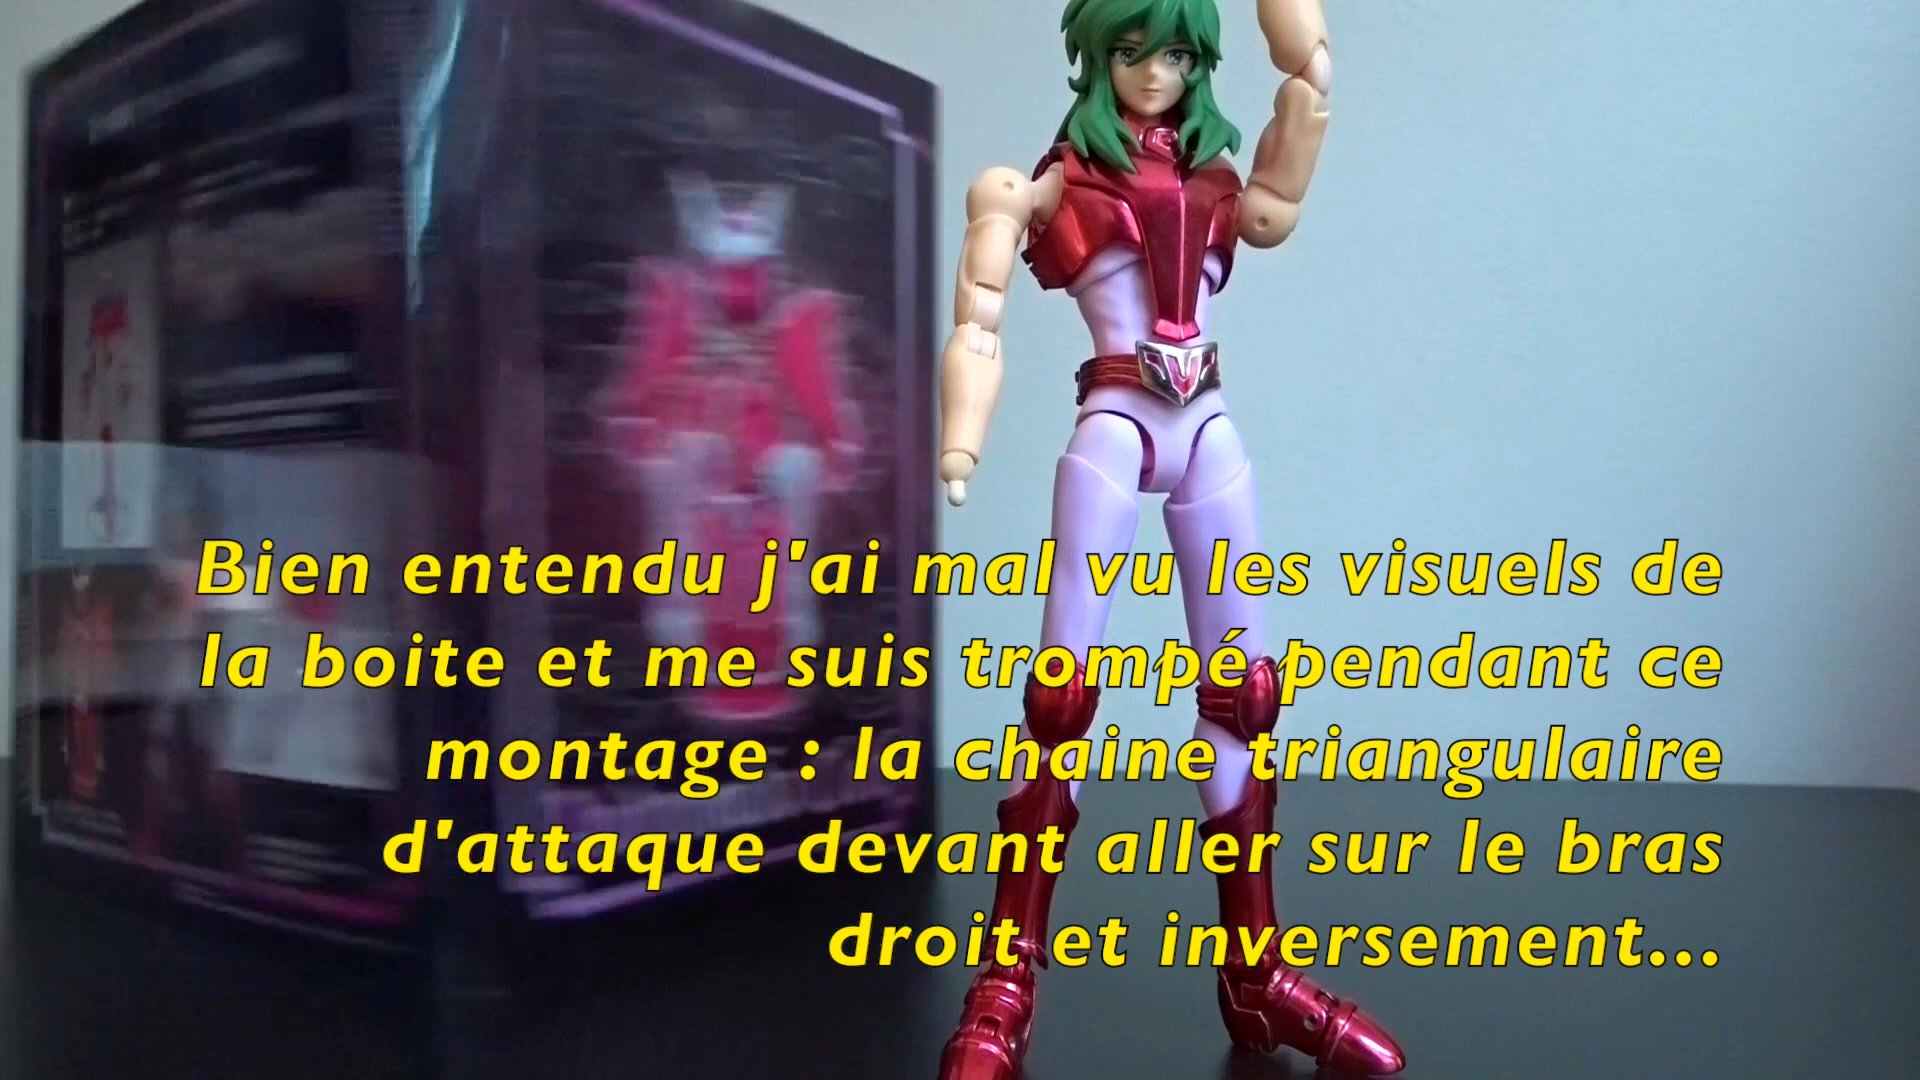 Bien entendu j'ai mal vu les visuels de
la boite et me suis trompé pendant ce
montage : la chaine triangulaire
d'attaque devant aller sur le bras
droit et inversement...